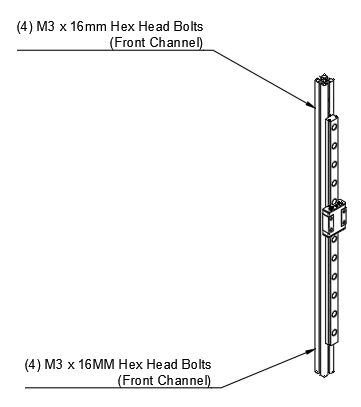 (4) M3 x 16mm Hex Head Bolts
(Front Channel)
(4) M3 x 16MM Hex Head Bolts
(Front Channel)